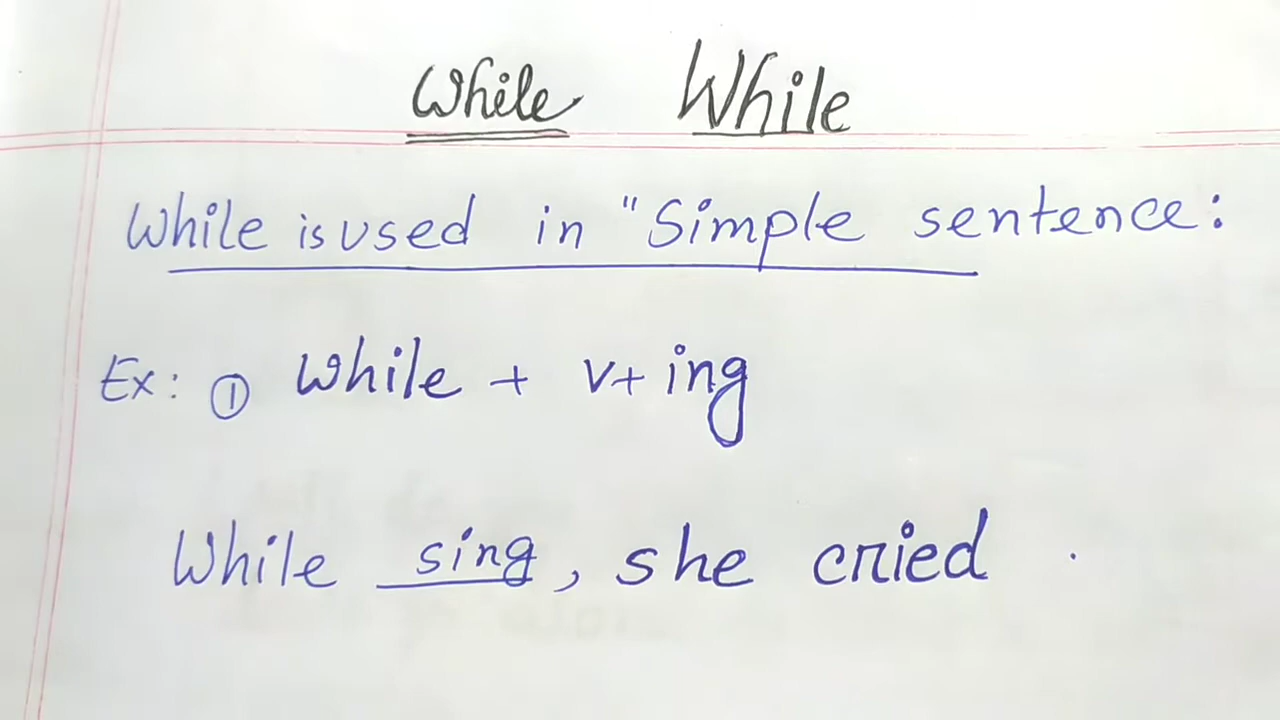 While While
While is used in "Simple sentence:
Ex: ① While + v+ing
While sing, she cried .